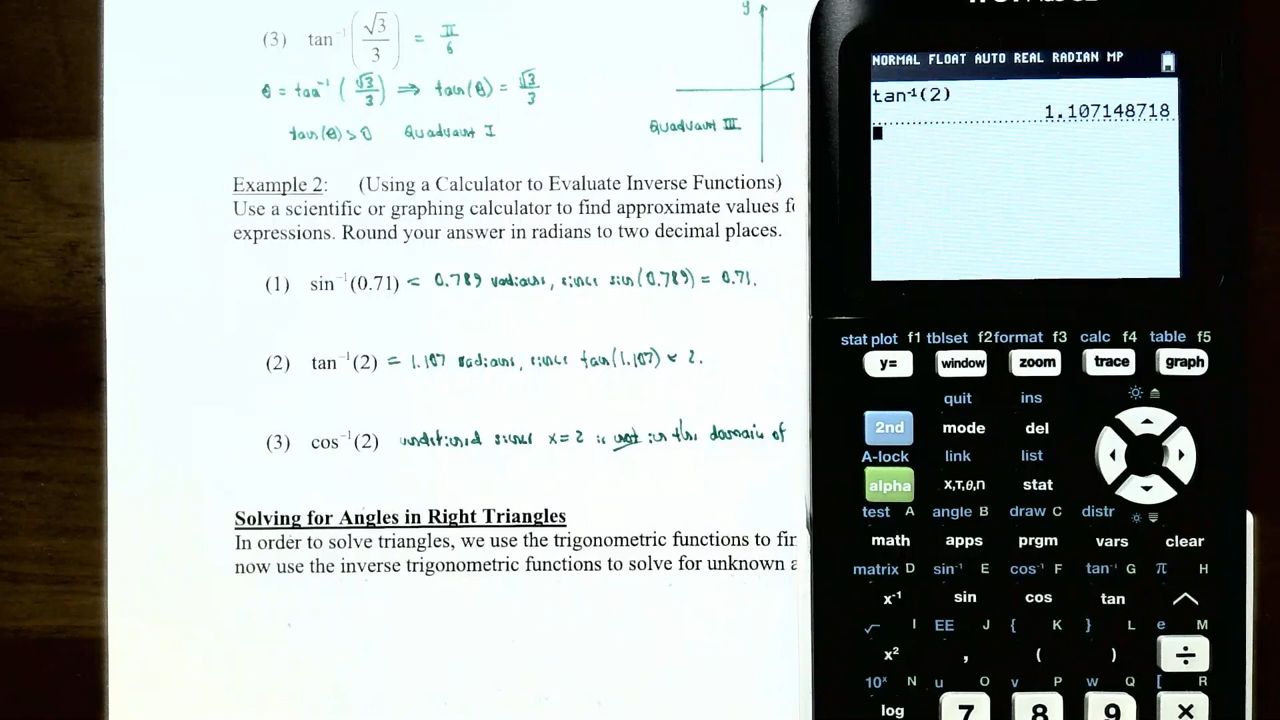 (3) tan⁻¹(√3/3) = π/6
θ = tan⁻¹(√3/3) ⇒ tan(θ) = √3/3
tan(θ) > 0 Quadrant I
y
Quadrant III
Example 2: (Using a Calculator to Evaluate Inverse Functions)
Use a scientific or graphing calculator to find approximate values f
expressions. Round your answer in radians to two decimal places.
(1) sin⁻¹(0.71) = 0.789 radians, since sin(0.789) = 0.71.
(2) tan⁻¹(2) = 1.107 radians, since tan(1.107) ≈ 2.
(3) cos⁻¹(2) undefined since x = 2 is not in the domain of
Solving for Angles in Right Triangles
In order to solve triangles, we use the trigonometric functions to fin
now use the inverse trigonometric functions to solve for unknown a
NORMAL FLOAT AUTO REAL RADIAN MP
tan⁻¹(2)
1.107148718
stat plot f1 tblset f2 format f3 calc f4 table f5
y= window zoom trace graph
quit ins
2nd mode del
A-lock link list
alpha X,T,θ,n stat
test A angle B draw C distr
math apps prgm vars clear
matrix D sin⁻¹ E cos⁻¹ F tan⁻¹ G π H
x⁻¹ sin cos tan ^
√ I EE J { K } L e M
x² , ( ) ÷
10ˣ N u O v P w Q [ R
log 7 8 9 ×